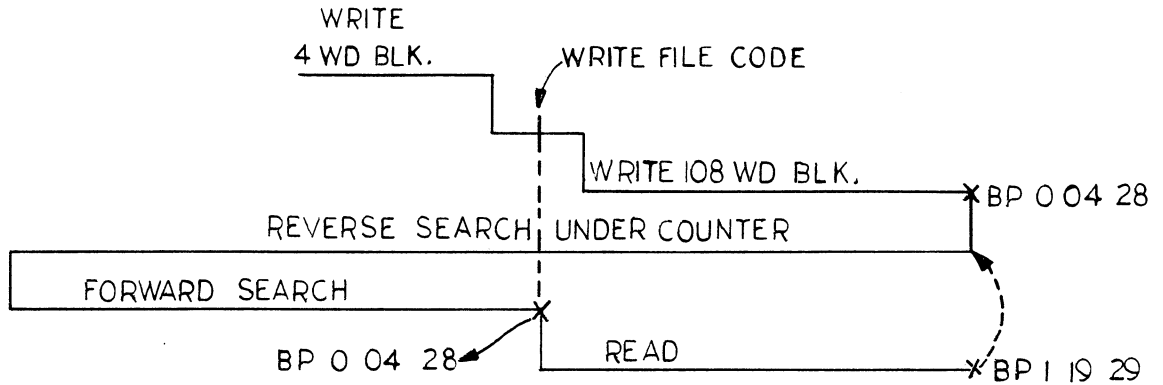 WRITE
4 WD BLK.
WRITE FILE CODE
WRITE 108 WD BLK.
BP 0 04 28
REVERSE SEARCH UNDER COUNTER
FORWARD SEARCH
BP 0 04 28
READ
BP 1 19 29